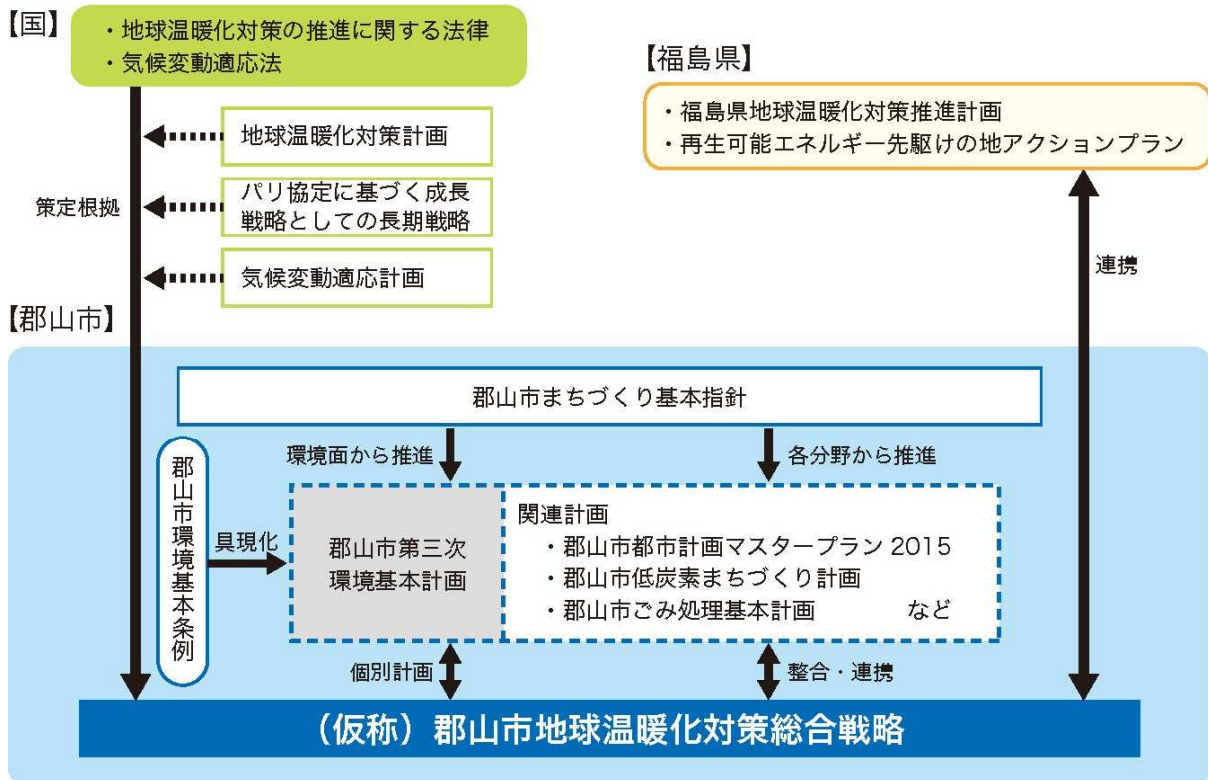 【国】
・地球温暖化対策の推進に関する法律
・気候変動適応法
【福島県】
・福島県地球温暖化対策推進計画
・再生可能エネルギー先駆けの地アクションプラン
地球温暖化対策計画
策定根拠
パリ協定に基づく成長
戦略としての長期戦略
気候変動適応計画
連携
【郡山市】
郡山市まちづくり基本指針
環境面から推進
各分野から推進
郡山市環境基本条例
具現化
郡山市第三次
環境基本計画
関連計画
・郡山市都市計画マスタープラン 2015
・郡山市低炭素まちづくり計画
・郡山市ごみ処理基本計画 など
個別計画
整合・連携
（仮称）郡山市地球温暖化対策総合戦略